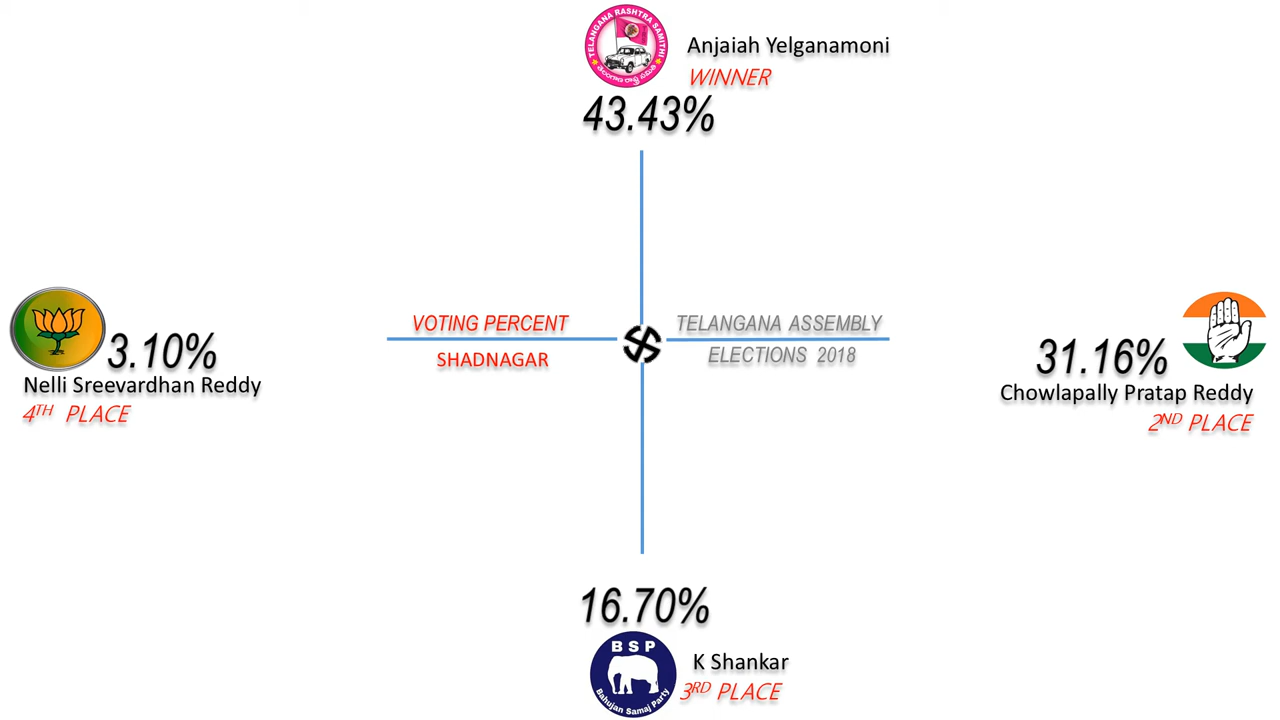 TELANGANA RASHTRA SAMITHI
తెలంగాణ రాష్ట్ర సమితి
Anjaiah Yelganamoni
WINNER
43.43%
VOTING PERCENT
SHADNAGAR
TELANGANA ASSEMBLY
ELECTIONS 2018
3.10%
Nelli Sreevardhan Reddy
4TH PLACE
31.16%
Chowlapally Pratap Reddy
2ND PLACE
16.70%
BSP
Bahujan Samaj Party
K Shankar
3RD PLACE